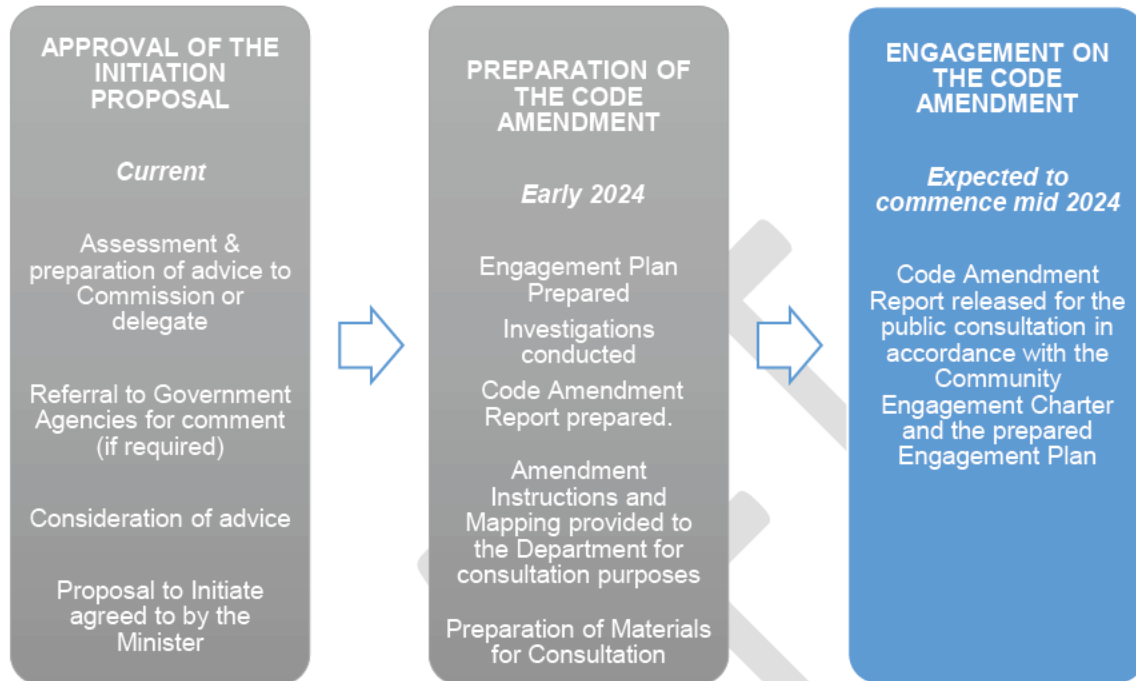 APPROVAL OF THE
INITIATION
PROPOSAL
Current
Assessment &
preparation of advice to
Commission or
delegate
Referral to Government
Agencies for comment
(if required)
Consideration of advice
Proposal to Initiate
agreed to by the
Minister
PREPARATION OF
THE CODE
AMENDMENT
Early 2024
Engagement Plan
Prepared
Investigations
conducted
Code Amendment
Report prepared.
Amendment
Instructions and
Mapping provided to
the Department for
consultation purposes
Preparation of Materials
for Consultation
ENGAGEMENT ON
THE CODE
AMENDMENT
Expected to
commence mid 2024
Code Amendment
Report released for the
public consultation in
accordance with the
Community
Engagement Charter
and the prepared
Engagement Plan